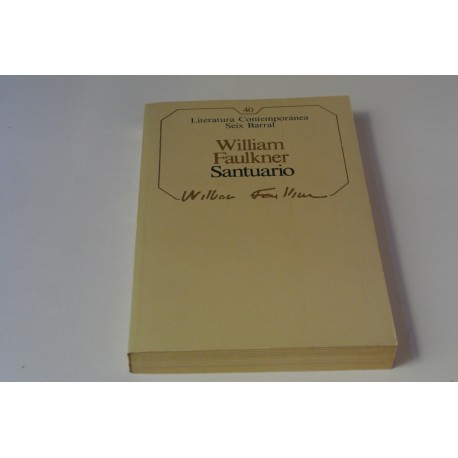 40
Literatura Contemporánea
Seix Barral
William
Faulkner
Santuario
William Faulkner